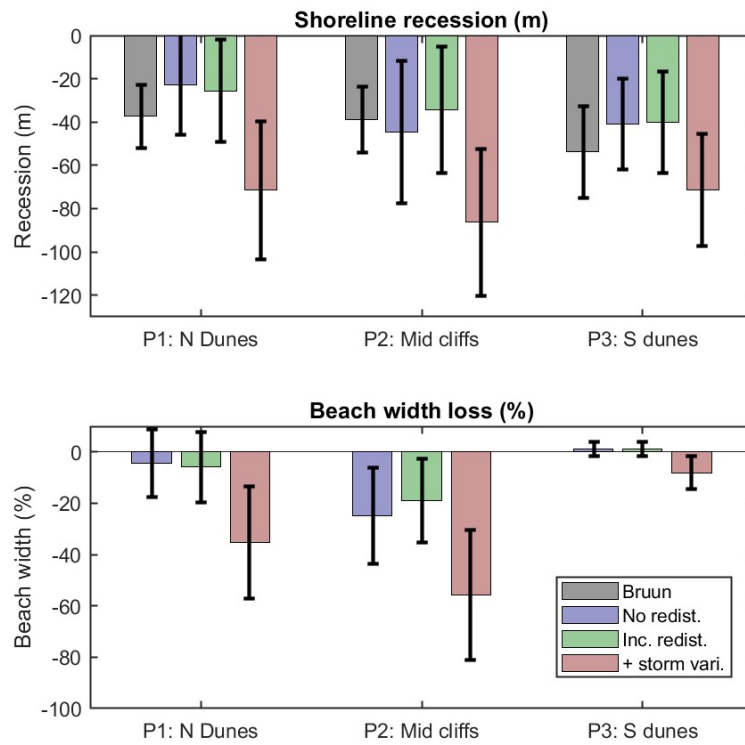 Shoreline recession (m)
0
-20
-40
-60
-80
-100
-120
Recession (m)
P1: N Dunes
P2: Mid cliffs
P3: S dunes
Beach width loss (%)
0
-20
-40
-60
-80
-100
Beach width (%)
Bruun
No redist.
Inc. redist.
+ storm vari.
P1: N Dunes
P2: Mid cliffs
P3: S dunes